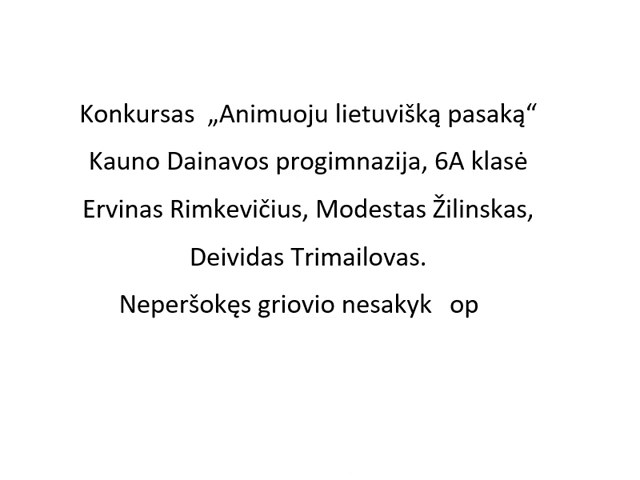 Konkursas „Animuoju lietuvišką pasaką“
Kauno Dainavos progimnazija, 6A klasė
Ervinas Rimkevičius, Modestas Žilinskas,
Deividas Trimailovas.
Neperšokęs griovio nesakyk op